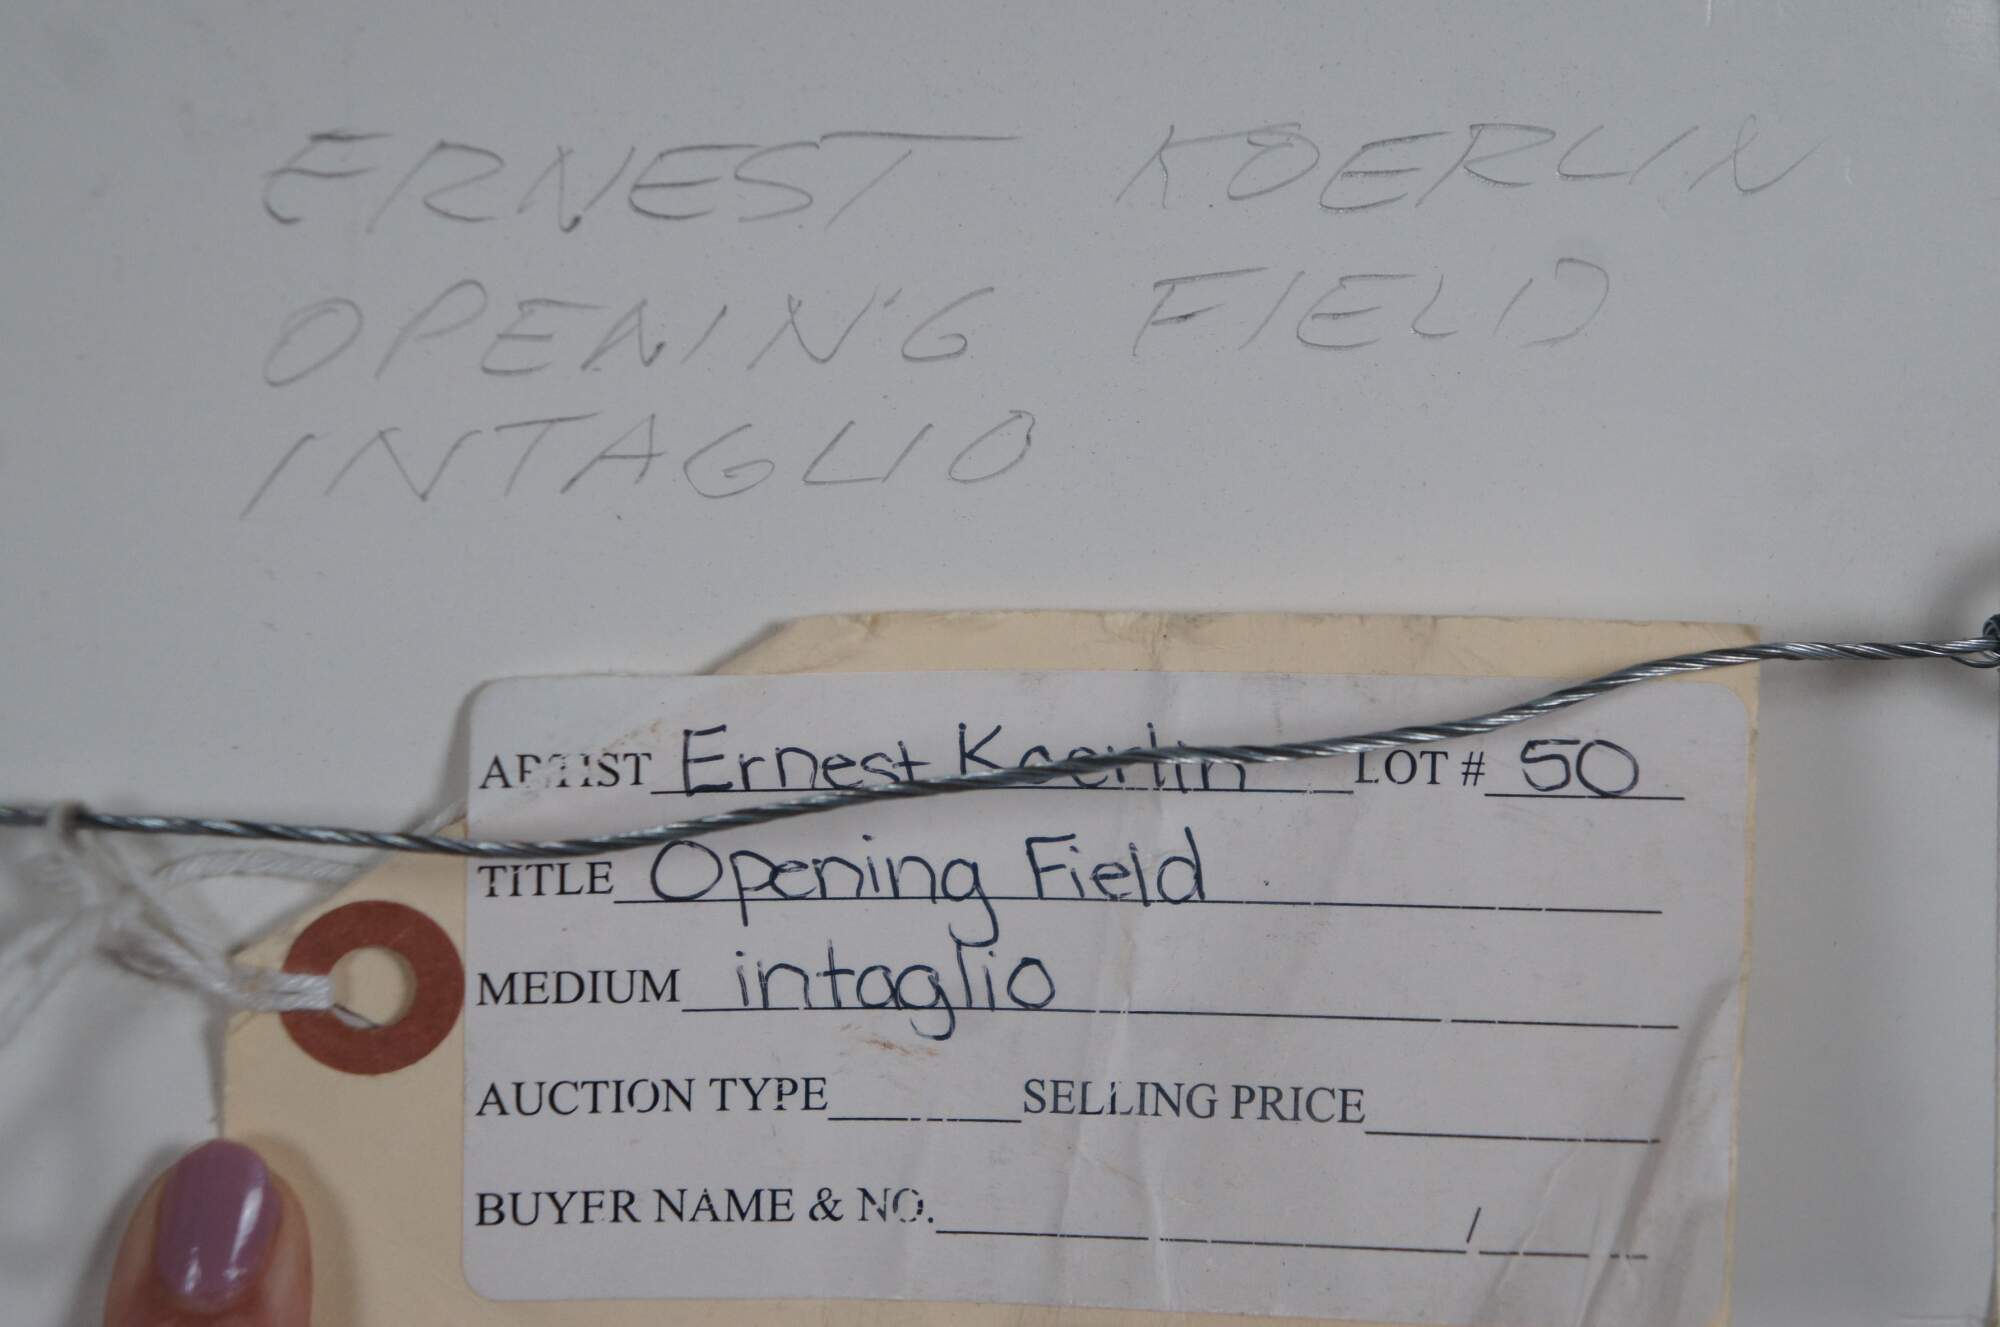 ERNEST KOERLIN
OPENING FIELD
INTAGLIO
ARTIST Ernest Koerlin LOT # 50
TITLE Opening Field
MEDIUM intaglio
AUCTION TYPE SELLING PRICE
BUYER NAME & NO. /